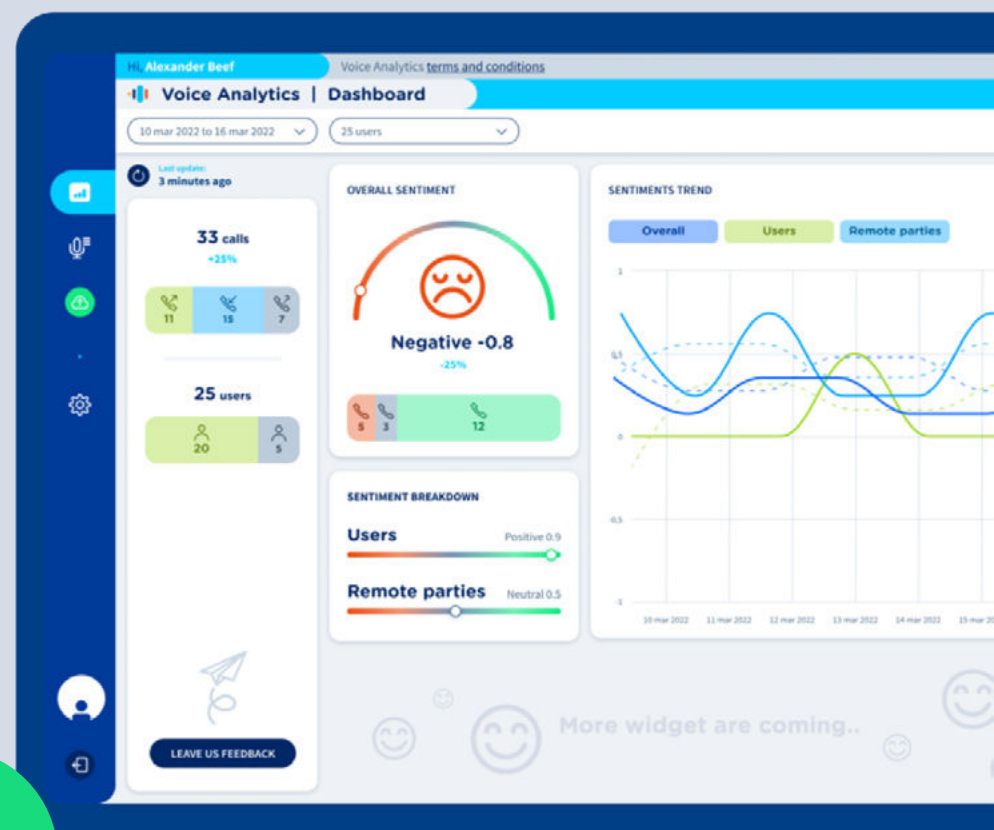 Hi, Alexander Beef
Voice Analytics terms and conditions
Voice Analytics | Dashboard
10 mar 2022 to 16 mar 2022
25 users
Last update:
3 minutes ago
33 calls
+25%
11 15 7
25 users
20 5
LEAVE US FEEDBACK
OVERALL SENTIMENT
Negative -0.8
-25%
5 3 12
SENTIMENT BREAKDOWN
Users Positive 0.9
Remote parties Neutral 0.5
SENTIMENTS TREND
Overall Users Remote parties
1
0,5
0
-0,5
-1
10 mar 2022 11 mar 2022 12 mar 2022 13 mar 2022 14 mar 2022 15 mar 20
More widget are coming..